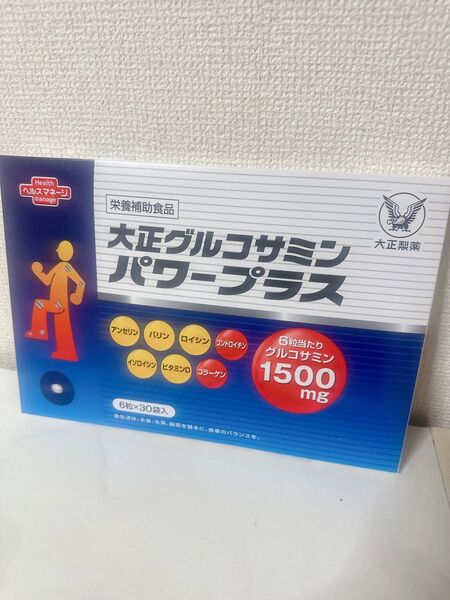 Health
ヘルスマネージ
manage
栄養補助食品
大正製薬
大正グルコサミン
パワープラス
アンセリン
バリン
ロイシン
コンドロイチン
イソロイシン
ビタミンD
コラーゲン
6粒当たり
グルコサミン
1500
mg
6粒×30袋入
食生活は、主食、主菜、副菜を基本に、食事のバランスを。